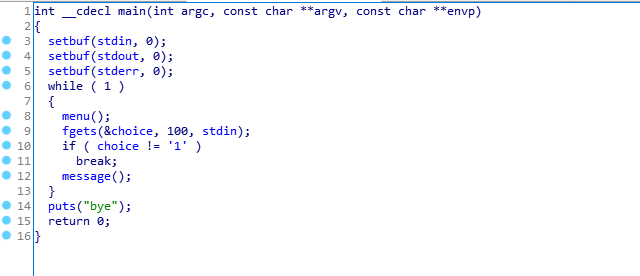 1 int __cdecl main(int argc, const char **argv, const char **envp)
2 {
3   setbuf(stdin, 0);
4   setbuf(stdout, 0);
5   setbuf(stderr, 0);
6   while ( 1 )
7   {
8     menu();
9     fgets(&choice, 100, stdin);
10     if ( choice != '1' )
11       break;
12     message();
13   }
14   puts("bye");
15   return 0;
16 }